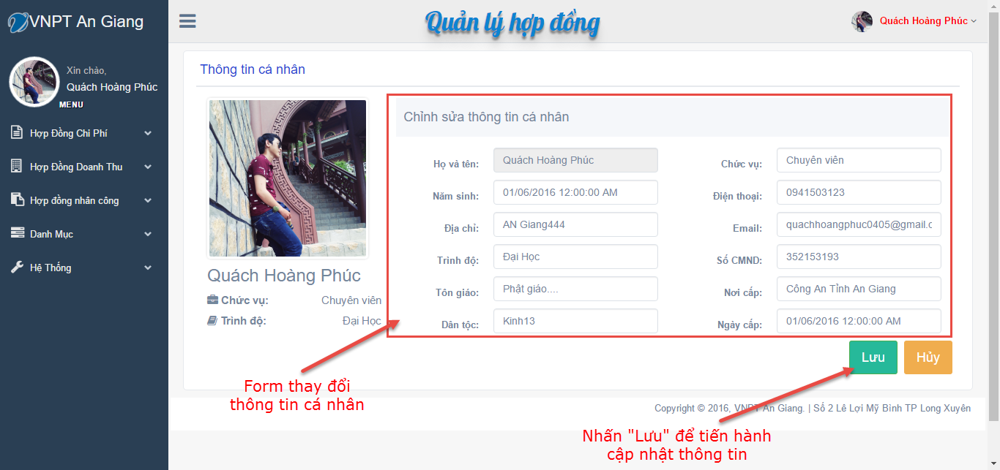 VNPT An Giang
Quản lý hợp đồng
Quách Hoàng Phúc
Xin chào,
Quách Hoàng Phúc
MENU
Hợp Đồng Chi Phí
Hợp Đồng Doanh Thu
Hợp đồng nhân công
Danh Mục
Hệ Thống
Thông tin cá nhân
Quách Hoàng Phúc
Chức vụ: Chuyên viên
Trình độ: Đại Học
Chỉnh sửa thông tin cá nhân
Họ và tên: Quách Hoàng Phúc Chức vụ: Chuyên viên
Năm sinh: 01/06/2016 12:00:00 AM Điện thoại: 0941503123
Địa chỉ: AN Giang444 Email: quachhoangphuc0405@gmail.c
Trình độ: Đại Học Số CMND: 352153193
Tôn giáo: Phật giáo.... Nơi cấp: Công An Tỉnh An Giang
Dân tộc: Kinh13 Ngày cấp: 01/06/2016 12:00:00 AM
Lưu Hủy
Form thay đổi
thông tin cá nhân
Copyright © 2016, VNPT An Giang. | Số 2 Lê Lợi Mỹ Bình TP Long Xuyên
Nhấn "Lưu" để tiến hành
cập nhật thông tin